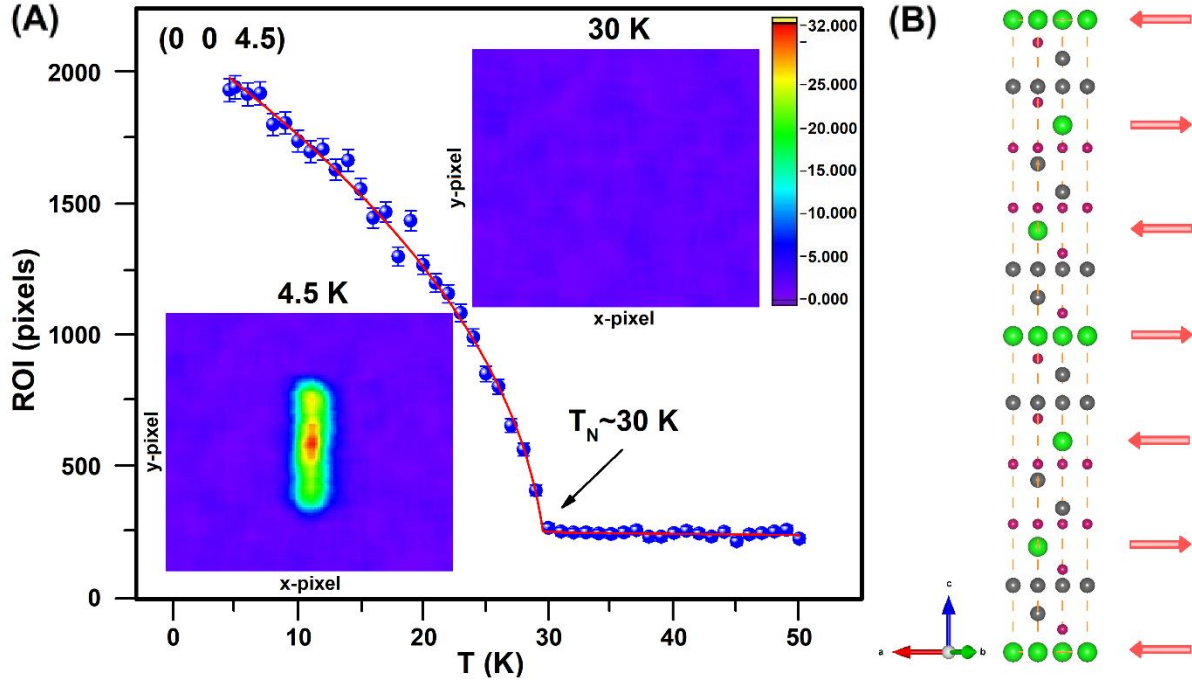 (A)
(0 0 4.5)
30 K
32.000
25.000
20.000
15.000
10.000
5.000
0.000
y-pixel
x-pixel
4.5 K
y-pixel
x-pixel
T_N~30 K
ROI (pixels)
2000
1500
1000
500
0
0 10 20 30 40 50
T (K)
(B)
c
a
b